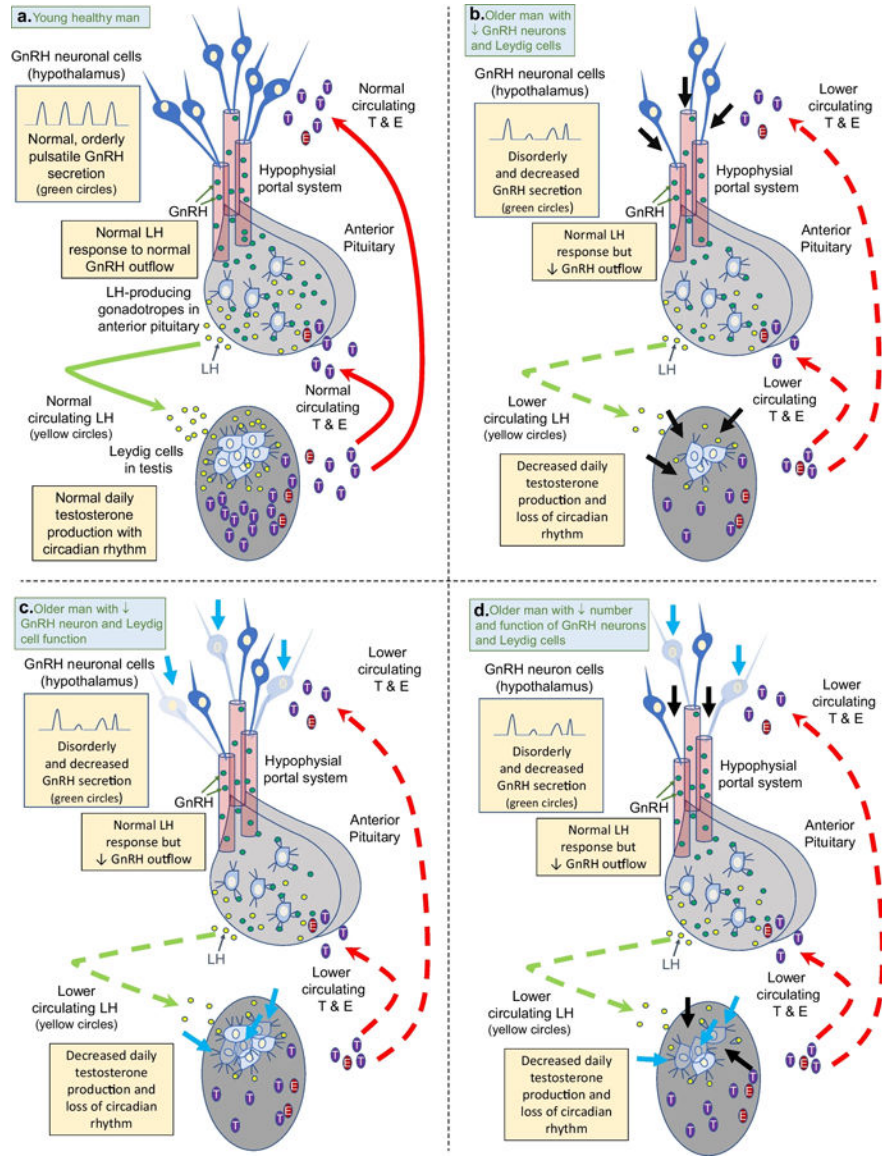 a. Young healthy man
GnRH neuronal cells
(hypothalamus)
Normal, orderly
pulsatile GnRH
secretion
(green circles)
Normal
circulating
T & E
T
T
T
T
T
E
Hypophysial
portal system
GnRH
Normal LH
response to normal
GnRH outflow
Anterior
Pituitary
LH-producing
gonadotropes in
anterior pituitary
T
E
T
T
T
LH
Normal
circulating LH
(yellow circles)
Normal
circulating
T & E
Leydig cells
in testis
E
T
T
T
T
T
Normal daily
testosterone
production with
circadian rhythm
T
T
T
T
T
T
T
T
T
T
T
E
E
b. Older man with
↓ GnRH neurons
and Leydig cells
GnRH neuronal cells
(hypothalamus)
Disorderly
and decreased
GnRH secretion
(green circles)
Lower
circulating
T & E
T
T
T
T
E
Hypophysial
portal system
GnRH
Normal LH
response but
↓ GnRH outflow
Anterior
Pituitary
T
E
T
T
LH
Lower
circulating LH
(yellow circles)
Lower
circulating
T & E
T
T
E
T
Decreased daily
testosterone
production and
loss of circadian
rhythm
T
T
E
T
T
E
T
c. Older man with ↓
GnRH neuron and Leydig
cell function
GnRH neuronal cells
(hypothalamus)
Disorderly
and decreased
GnRH secretion
(green circles)
Lower
circulating
T & E
T
T
T
T
E
Hypophysial
portal system
GnRH
Normal LH
response but
↓ GnRH outflow
Anterior
Pituitary
T
E
T
T
LH
Lower
circulating LH
(yellow circles)
Lower
circulating
T & E
T
T
E
T
Decreased daily
testosterone
production and
loss of circadian
rhythm
T
T
E
T
T
E
T
d. Older man with ↓ number
and function of GnRH neurons
and Leydig cells
GnRH neuron cells
(hypothalamus)
Disorderly
and decreased
GnRH secretion
(green circles)
Lower
circulating
T & E
T
T
T
T
E
Hypophysial
portal system
GnRH
Normal LH
response but
↓ GnRH outflow
Anterior
Pituitary
T
E
T
T
LH
Lower
circulating LH
(yellow circles)
Lower
circulating
T & E
T
T
E
T
Decreased daily
testosterone
production and
loss of circadian
rhythm
T
T
E
T
T
E
T